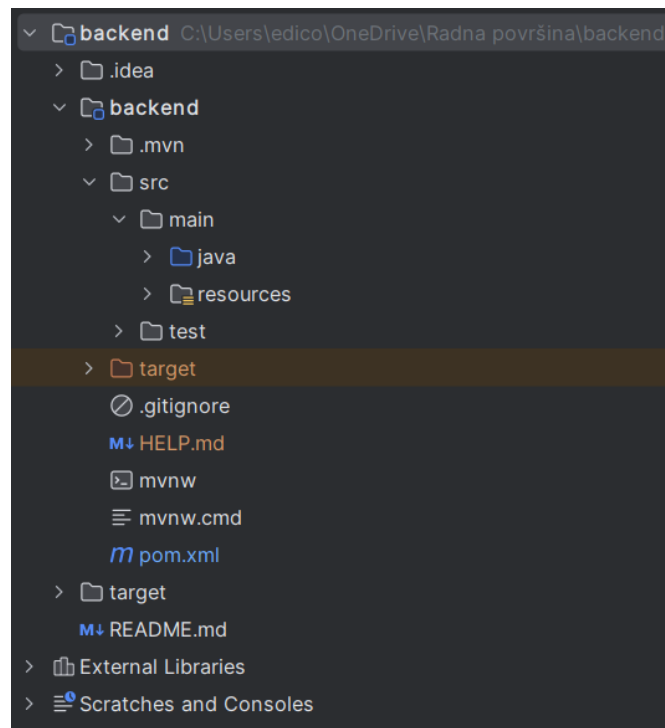 backend C:\Users\edico\OneDrive\Radna površina\backend
.idea
backend
.mvn
src
main
java
resources
test
target
.gitignore
M↓ HELP.md
mvnw
mvnw.cmd
m pom.xml
target
M↓ README.md
External Libraries
Scratches and Consoles